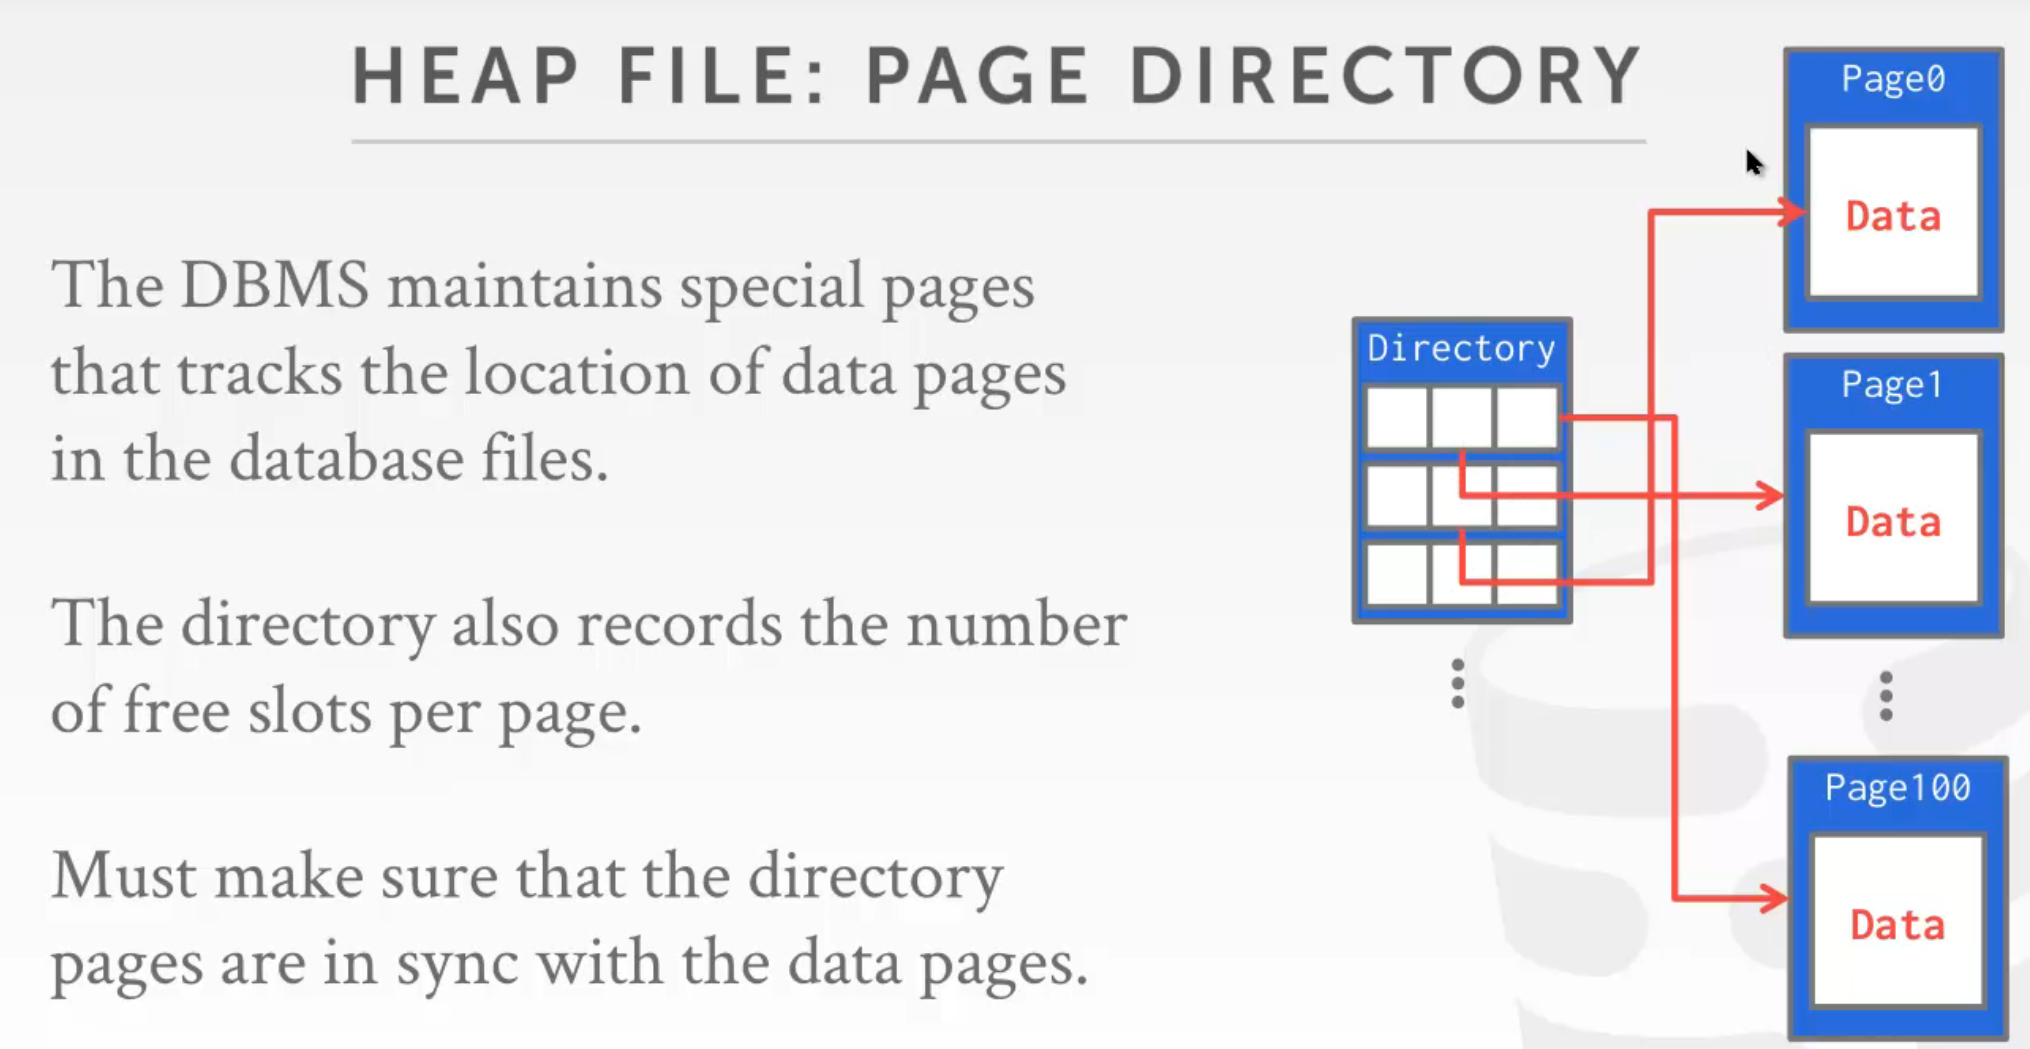 HEAP FILE: PAGE DIRECTORY
The DBMS maintains special pages
that tracks the location of data pages
in the database files.
The directory also records the number
of free slots per page.
Must make sure that the directory
pages are in sync with the data pages.
Directory
Page0
Data
Page1
Data
Page100
Data